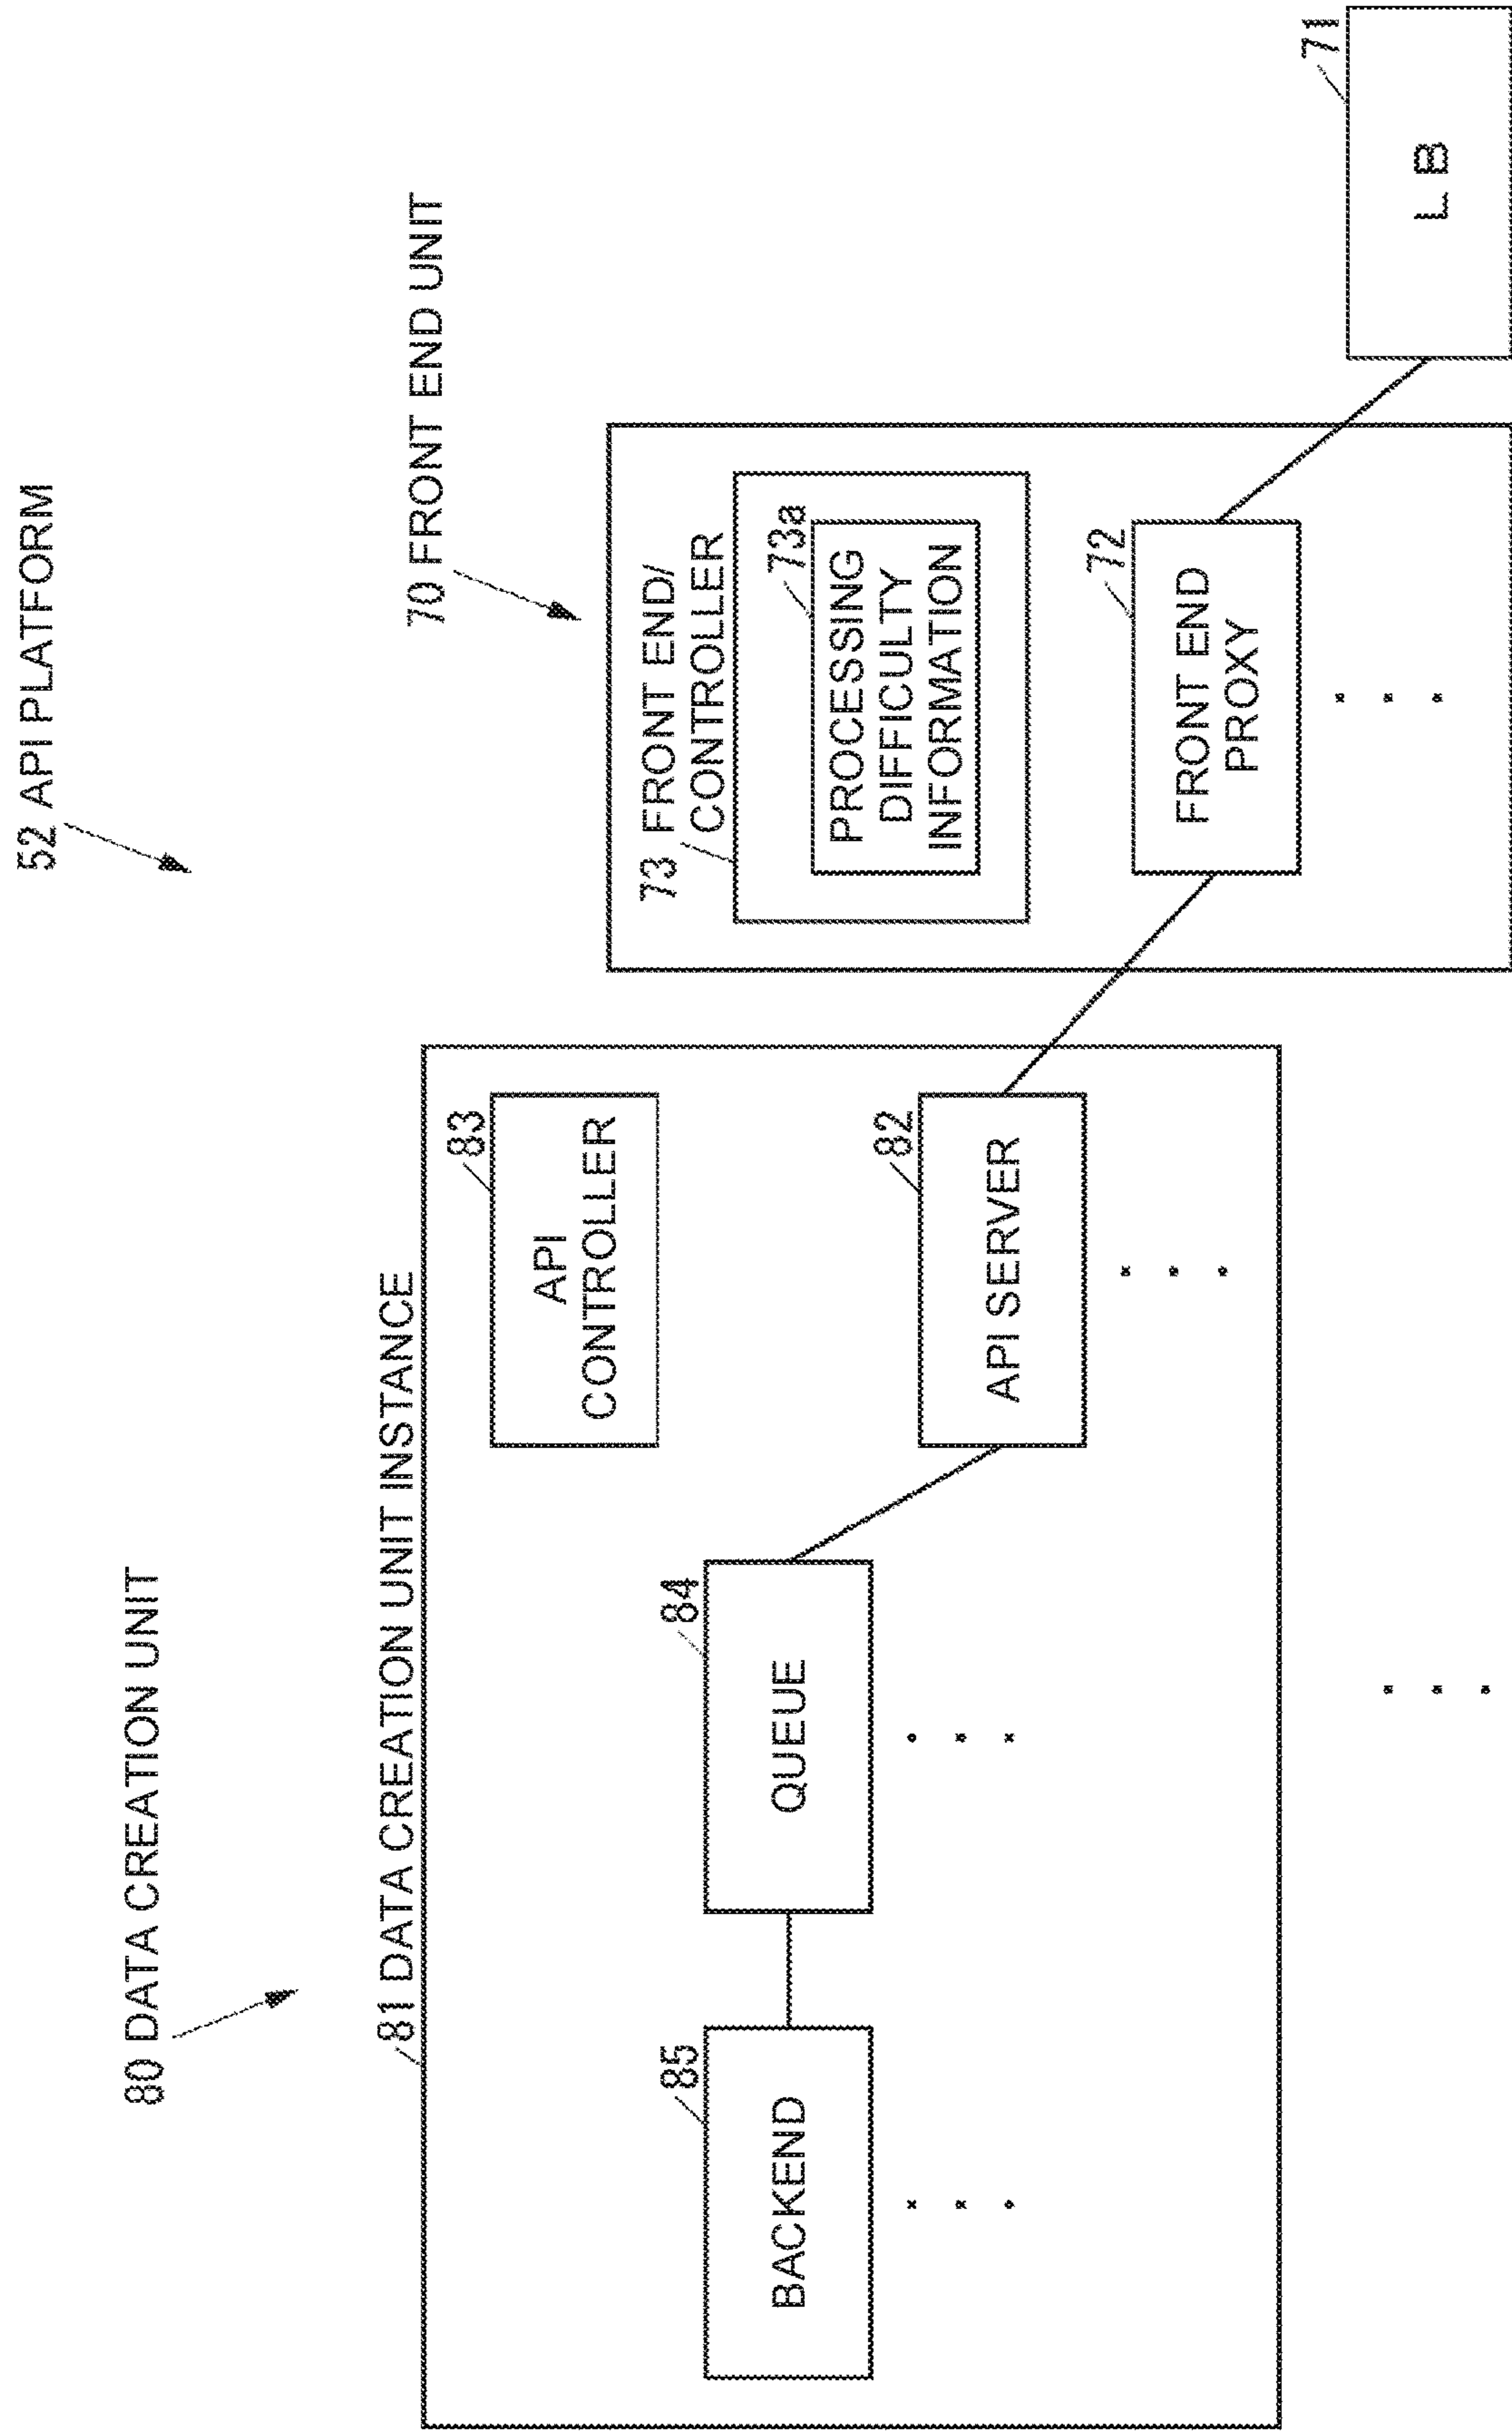 52 API PLATFORM
80 DATA CREATION UNIT
70 FRONT END UNIT
81 DATA CREATION UNIT INSTANCE
83
API
CONTROLLER
73 FRONT END/
CONTROLLER
73a
PROCESSING
DIFFICULTY
INFORMATION
85
BACKEND
84
QUEUE
82
API SERVER
72
FRONT END
PROXY
71
LB